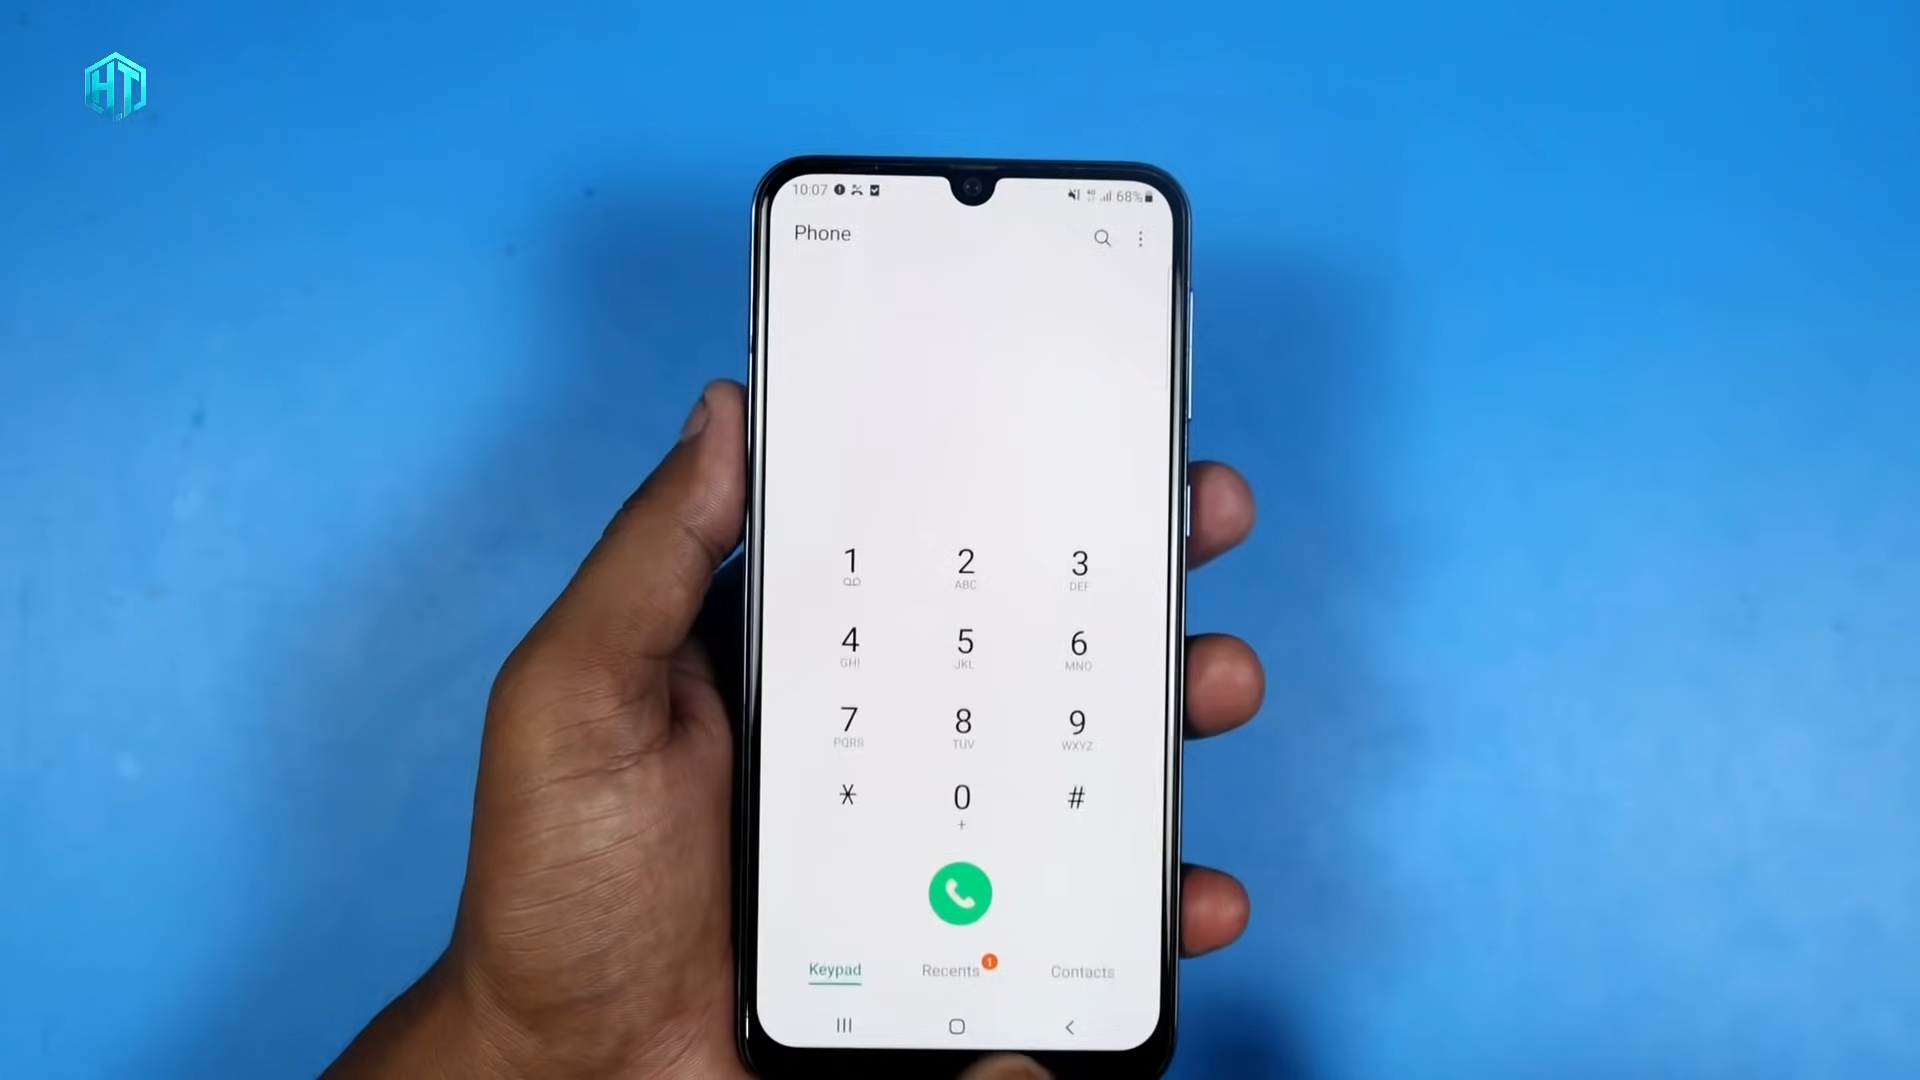 HT
10:07
68%
Phone
1 2 3
ABC DEF
4 5 6
GHI JKL MNO
7 8 9
PQRS TUV WXYZ
* 0 #
+
Keypad Recents 1 Contacts